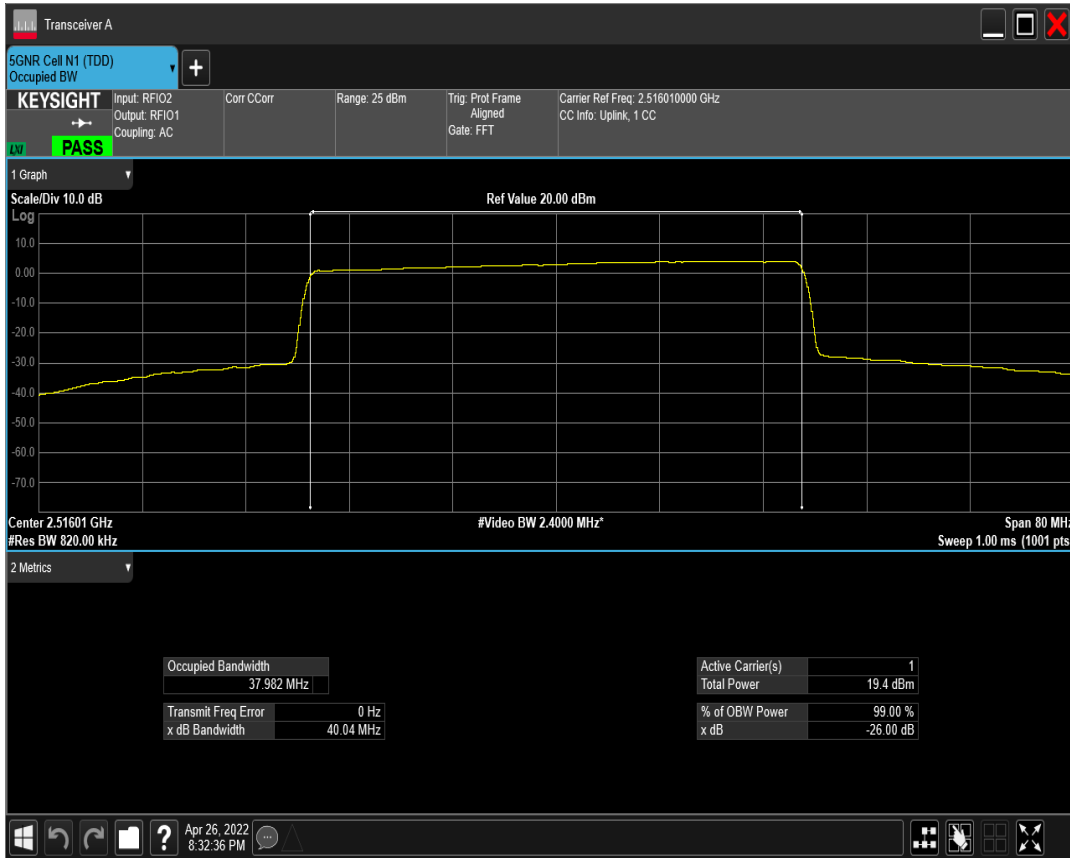 Transceiver A
5GNR Cell N1 (TDD)
Occupied BW
KEYSIGHT
LXI
PASS
Input: RFIO2
Output: RFIO1
Coupling: AC
Corr CCorr
Range: 25 dBm
Trig: Prot Frame
Aligned
Gate: FFT
Carrier Ref Freq: 2.516010000 GHz
CC Info: Uplink, 1 CC
1 Graph
Scale/Div 10.0 dB
Ref Value 20.00 dBm
Log
10.0
0.00
-10.0
-20.0
-30.0
-40.0
-50.0
-60.0
-70.0
Center 2.51601 GHz
#Video BW 2.4000 MHz*
Span 80 MHz
#Res BW 820.00 kHz
Sweep 1.00 ms (1001 pts
2 Metrics
Occupied Bandwidth
37.982 MHz
Transmit Freq Error 0 Hz
x dB Bandwidth 40.04 MHz
Active Carrier(s) 1
Total Power 19.4 dBm
% of OBW Power 99.00 %
x dB -26.00 dB
?
Apr 26, 2022
8:32:36 PM